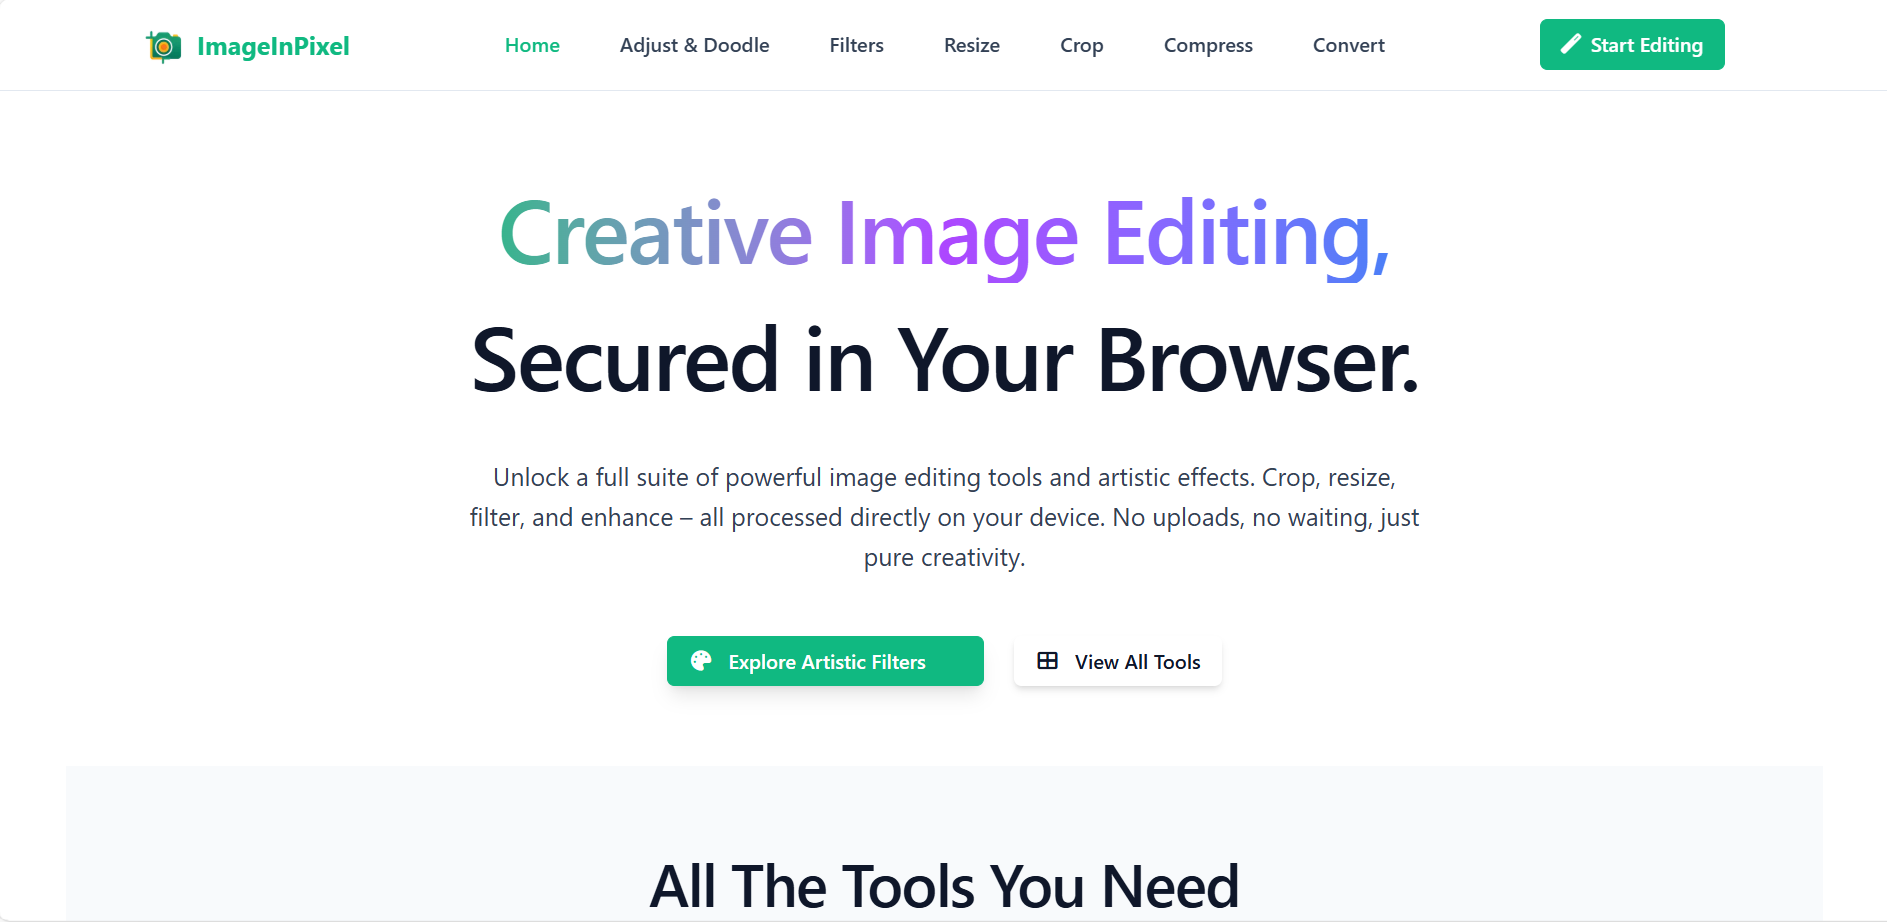 ImageInPixel
Home
Adjust & Doodle
Filters
Resize
Crop
Compress
Convert
Start Editing
Creative Image Editing,
Secured in Your Browser.
Unlock a full suite of powerful image editing tools and artistic effects. Crop, resize,
filter, and enhance – all processed directly on your device. No uploads, no waiting, just
pure creativity.
Explore Artistic Filters
View All Tools
All The Tools You Need